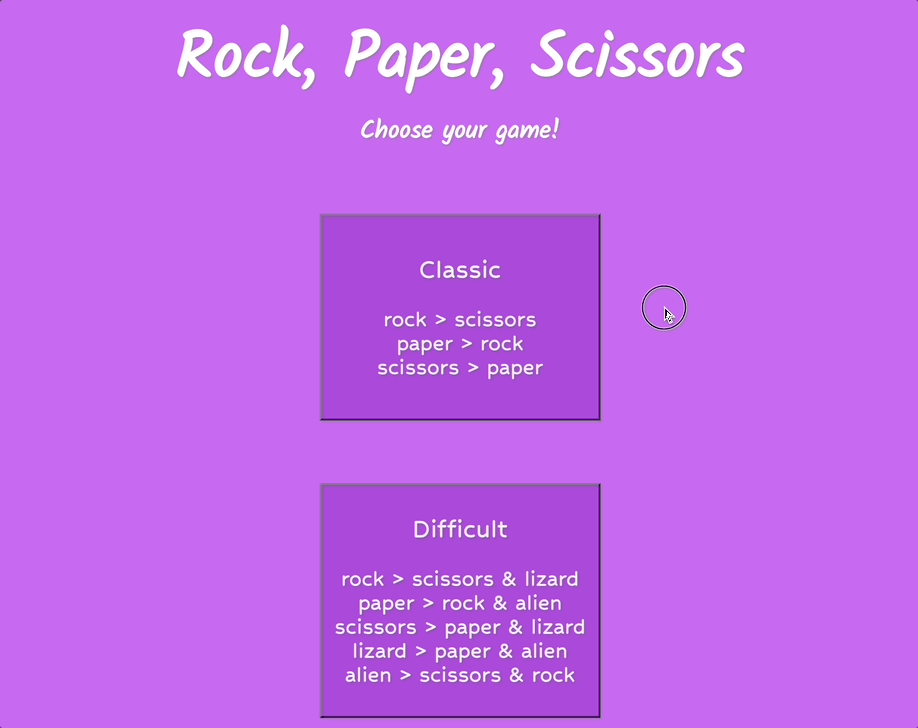 Rock, Paper, Scissors
Choose your game!
Classic
rock > scissors
paper > rock
scissors > paper
Difficult
rock > scissors & lizard
paper > rock & alien
scissors > paper & lizard
lizard > paper & alien
alien > scissors & rock